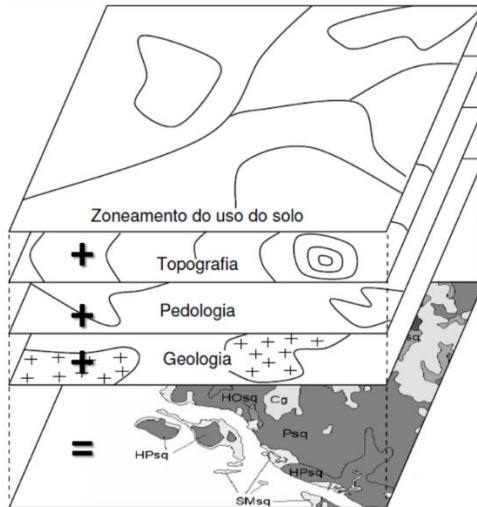 Zoneamento do uso do solo
+
Topografia
+
Pedologia
+
Geologia
=
sq
HOsq
Cg
Psq
HPsq
HPsq
SMsq